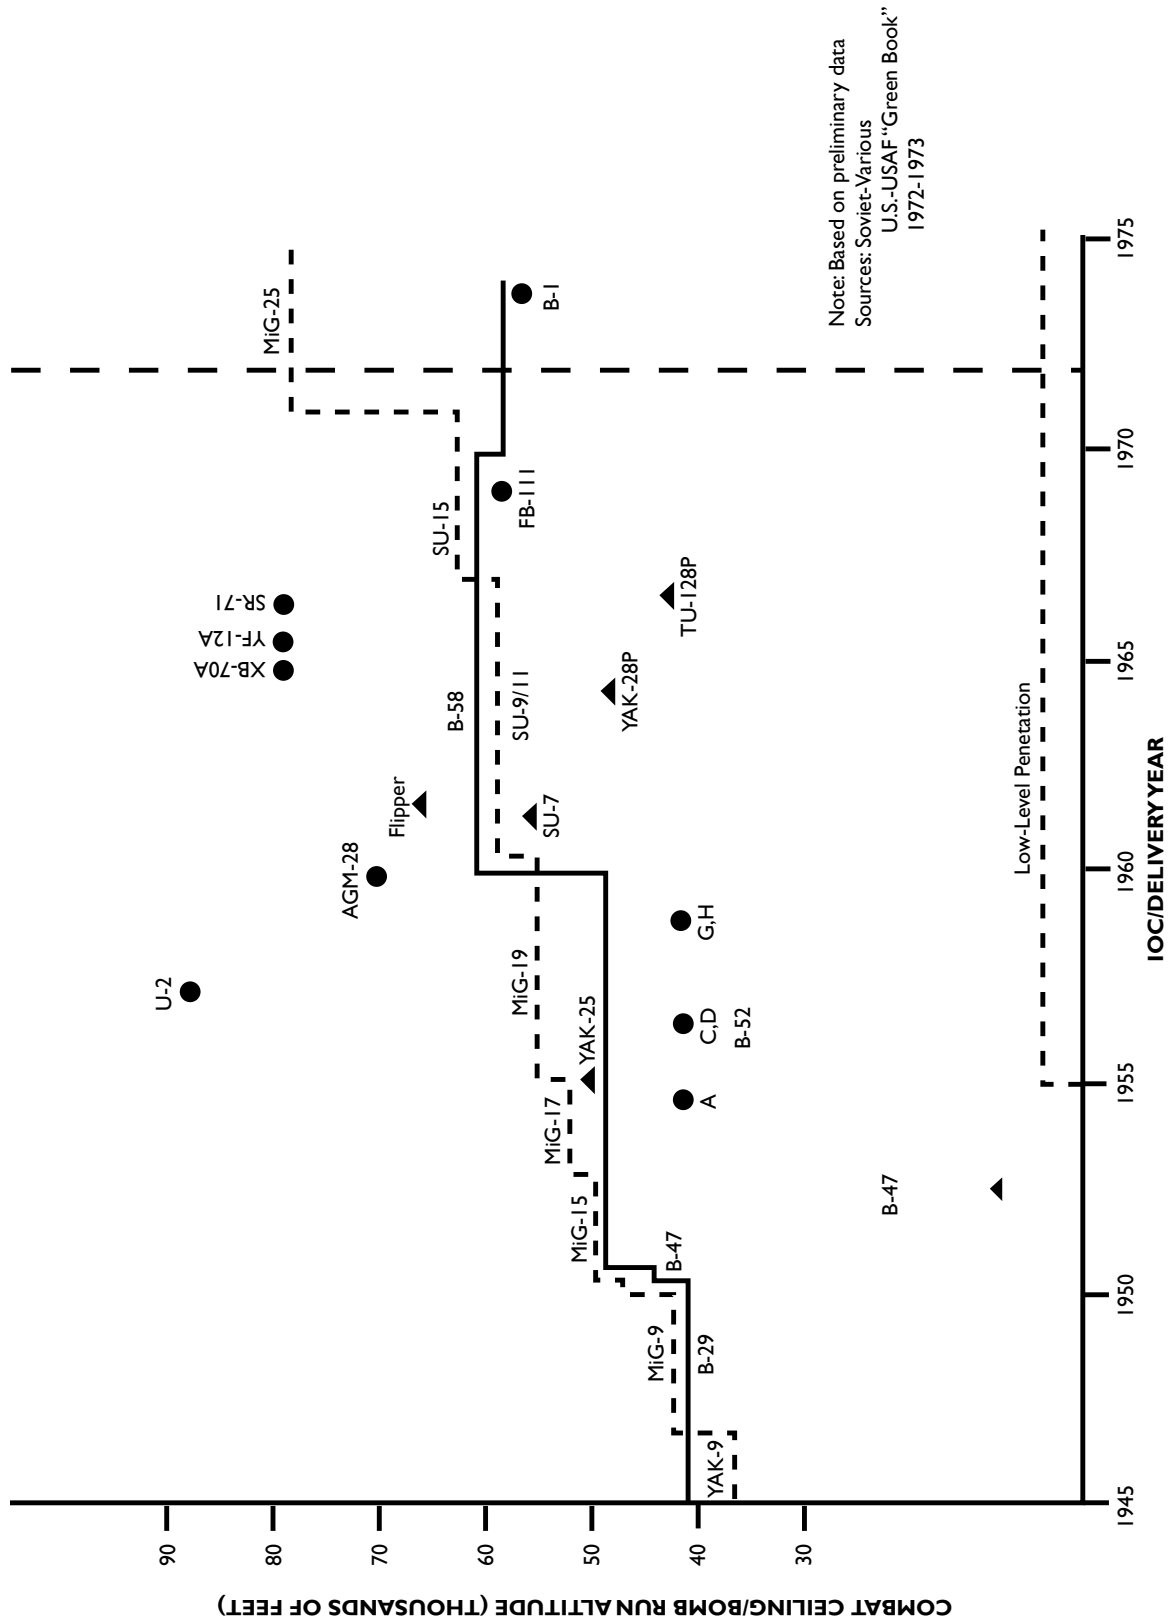 COMBAT CEILING/BOMB RUN ALTITUDE (THOUSANDS OF FEET)
90
80
70
60
50
40
30
U-2
AGM-28
Flipper
XB-70A
YF-12A
SR-71
MiG-25
B-58
SU-15
SU-9/11
FB-111
B-1
SU-7
MiG-19
MiG-17
YAK-25
MiG-15
YAK-28P
TU-128P
MiG-9
B-47
B-29
YAK-9
A
C,D
G,H
B-52
B-47
Note: Based on preliminary data
Sources: Soviet-Various
U.S.-USAF “Green Book”
1972-1973
Low-Level Penetation
1945
1950
1955
1960
1965
1970
1975
IOC/DELIVERY YEAR